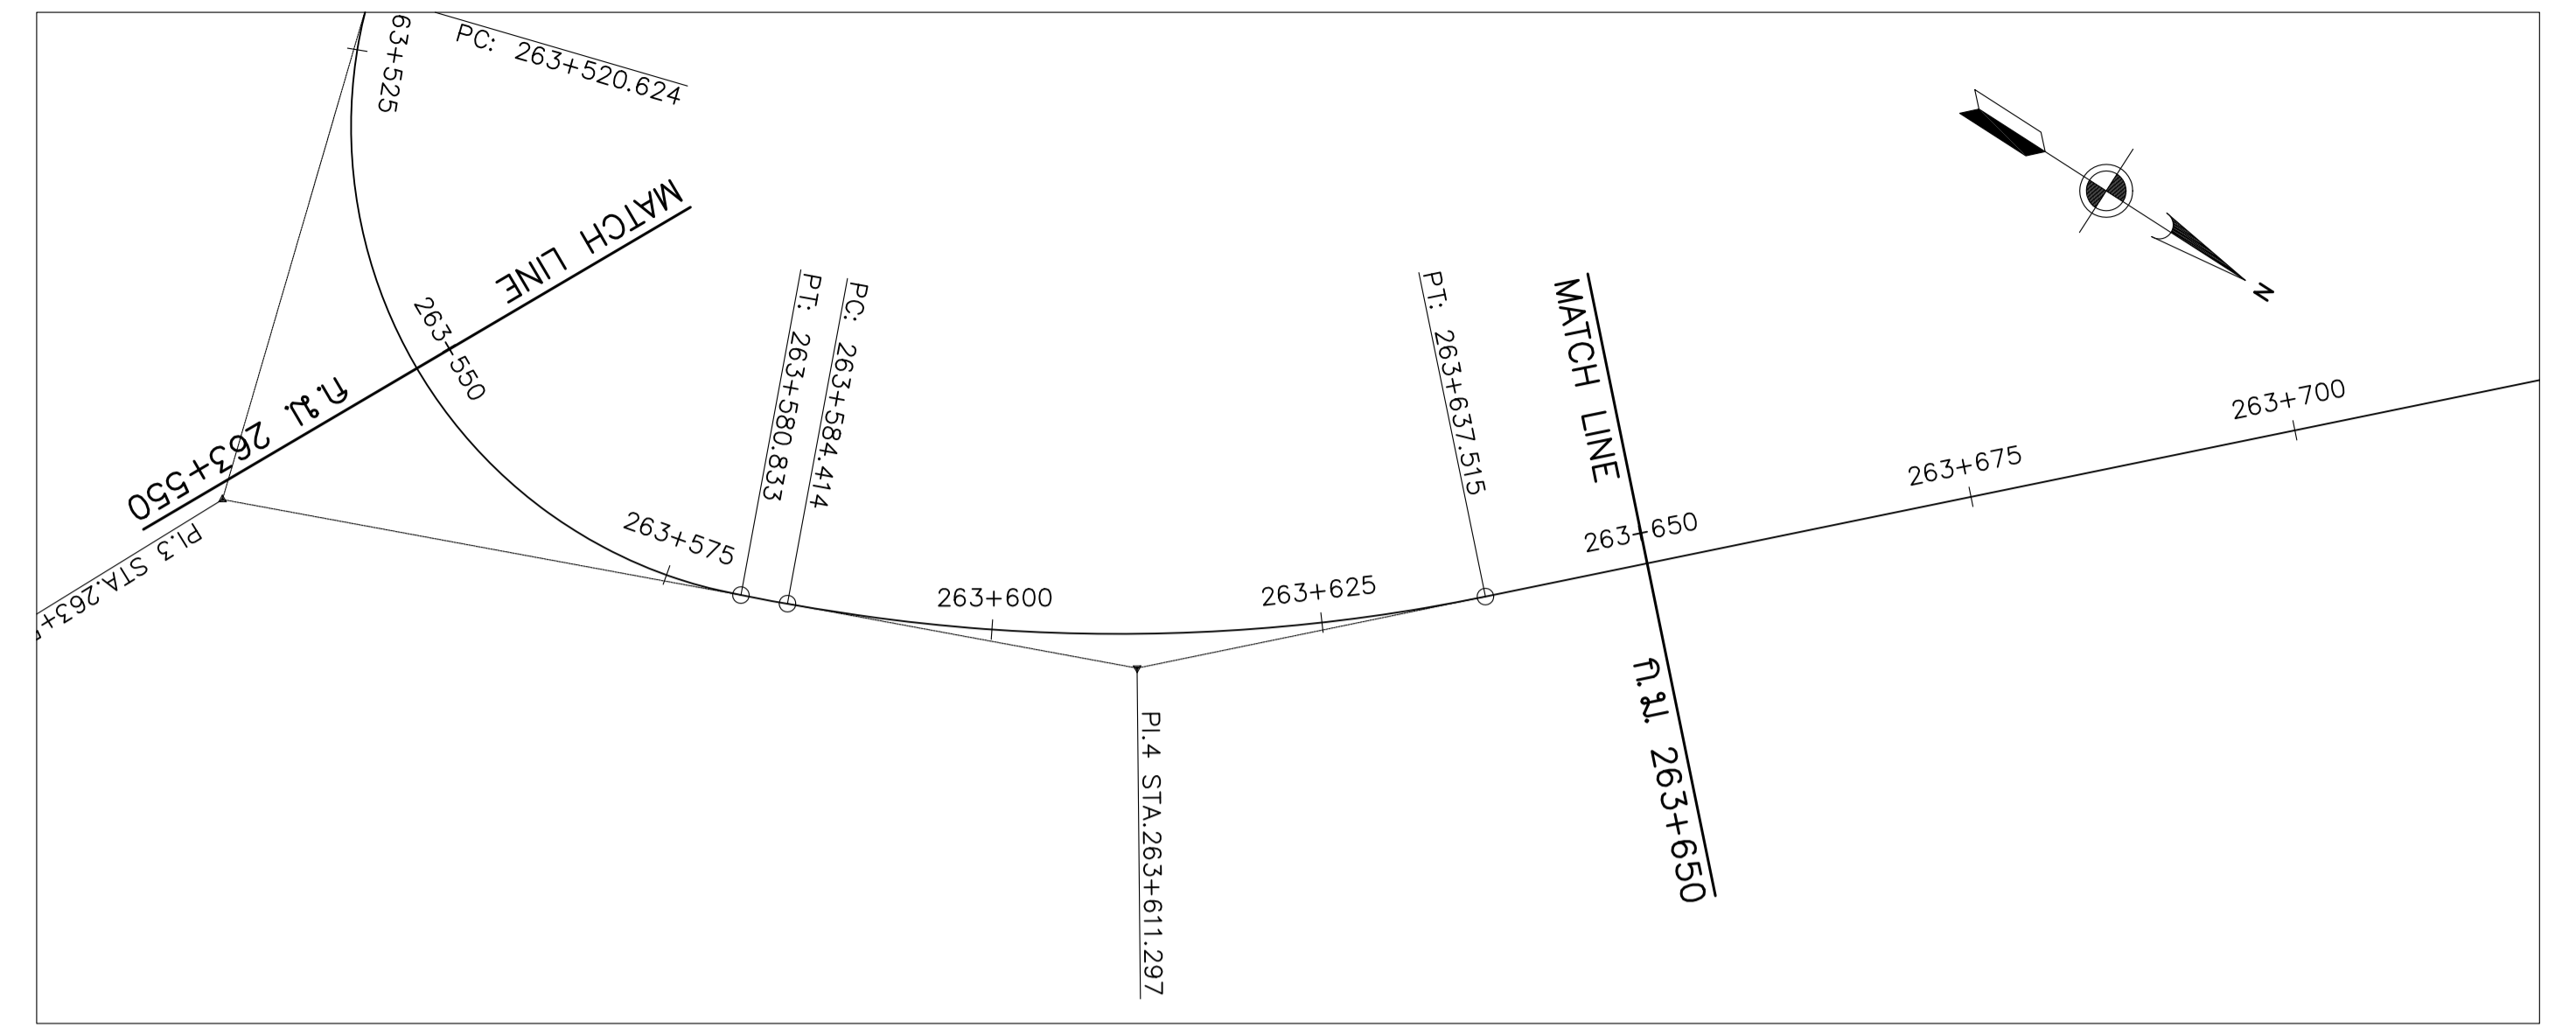 63+525
PC: 263+520.624
MATCH LINE
ก.ม. 263+550
263+550
PI.3 STA.263+
263+575
PT: 263+580.833
PC: 263+584.414
263+600
PI.4 STA.263+611.297
263+625
PT: 263+637.515
MATCH LINE
ก.ม. 263+650
263+650
263+675
263+700
N